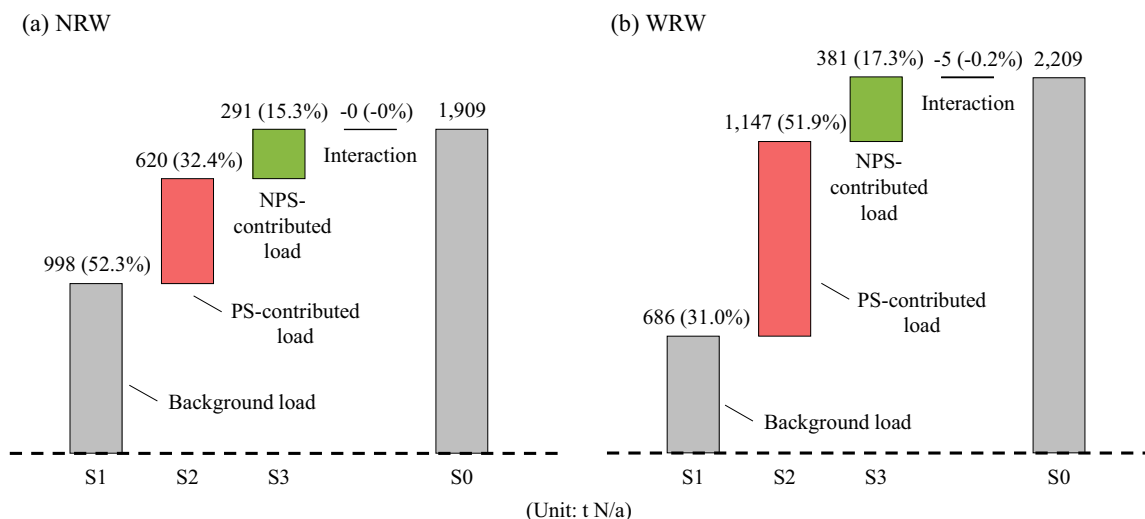 (a) NRW
291 (15.3%) -0 (-0%) 1,909
620 (32.4%)
Interaction
NPS-
contributed
load
998 (52.3%)
PS-contributed
load
Background load
S1 S2 S3 S0
(b) WRW
381 (17.3%) -5 (-0.2%) 2,209
Interaction
1,147 (51.9%)
NPS-
contributed
load
PS-contributed
load
686 (31.0%)
Background load
S1 S2 S3 S0
(Unit: t N/a)